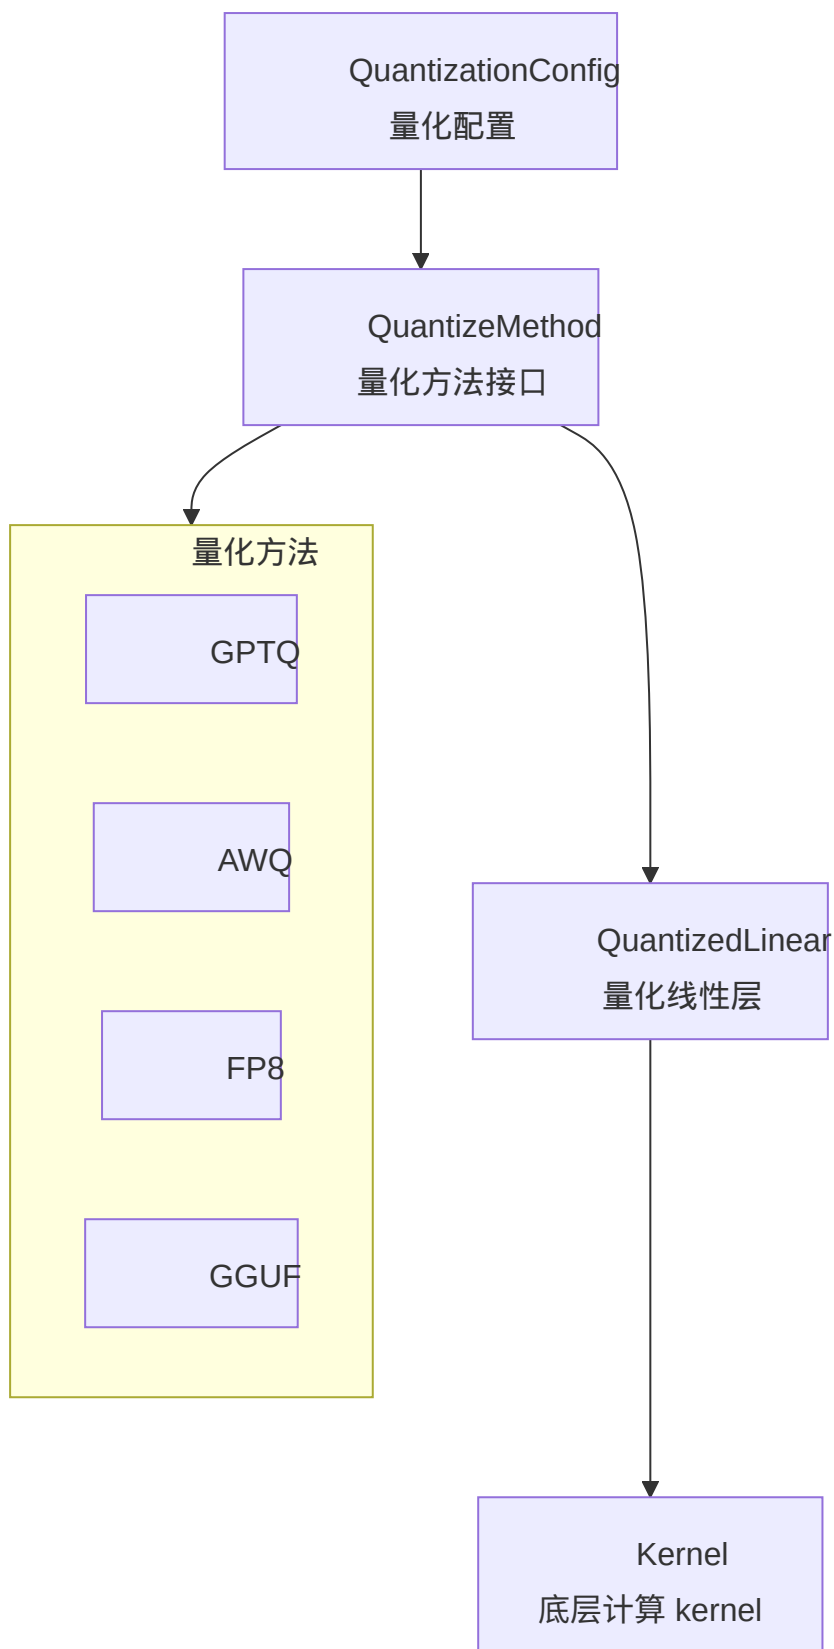 QuantizationConfig
量化配置
QuantizeMethod
量化方法接口
量化方法
GPTQ
AWQ
FP8
GGUF
QuantizedLinear
量化线性层
Kernel
底层计算 kernel